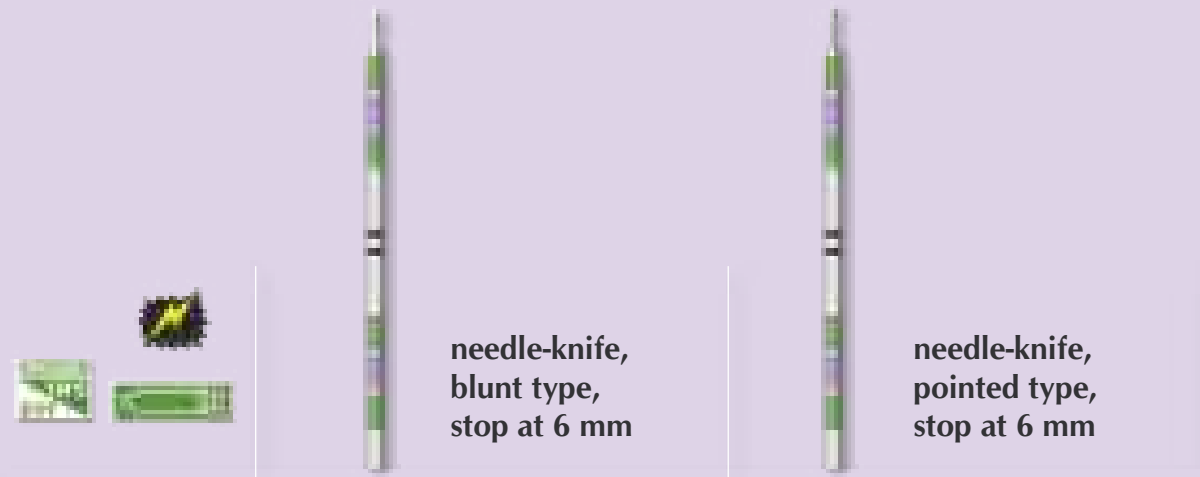 needle-knife,
blunt type,
stop at 6 mm
needle-knife,
pointed type,
stop at 6 mm